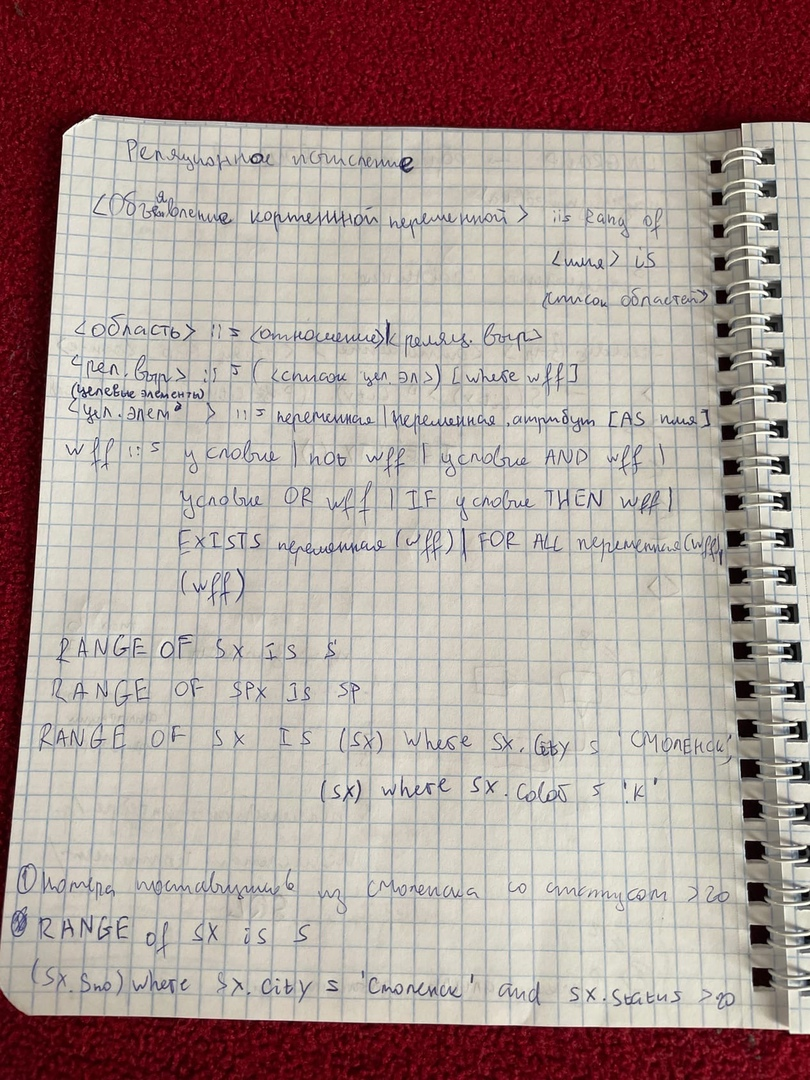 Реляционное исчисление
<Объявление кортежной переменной> ::= Rang of
<имя> is
<список областей>
<область> ::= <отношение>|<реляц. выр>
<рел. выр> ::= (<список цел. эл>) [where wff]
(целевые элементы)
<цел. элем> ::= переменная | переменная.атрибут [AS имя]
wff ::= условие | not wff | условие AND wff |
условие OR wff | IF условие THEN wff |
EXISTS переменная (wff) | FOR ALL переменная (wff) |
(wff)
RANGE OF SX IS S
RANGE OF SPX IS SP
RANGE OF SX IS (SX) where SX.City = 'СМОЛЕНСК',
(SX) where SX.Color = 'K'
① номера поставщиков из Смоленска со статусом > 20
RANGE of SX is S
(SX.Sno) where SX.City = 'Смоленск' and SX.Status > 20